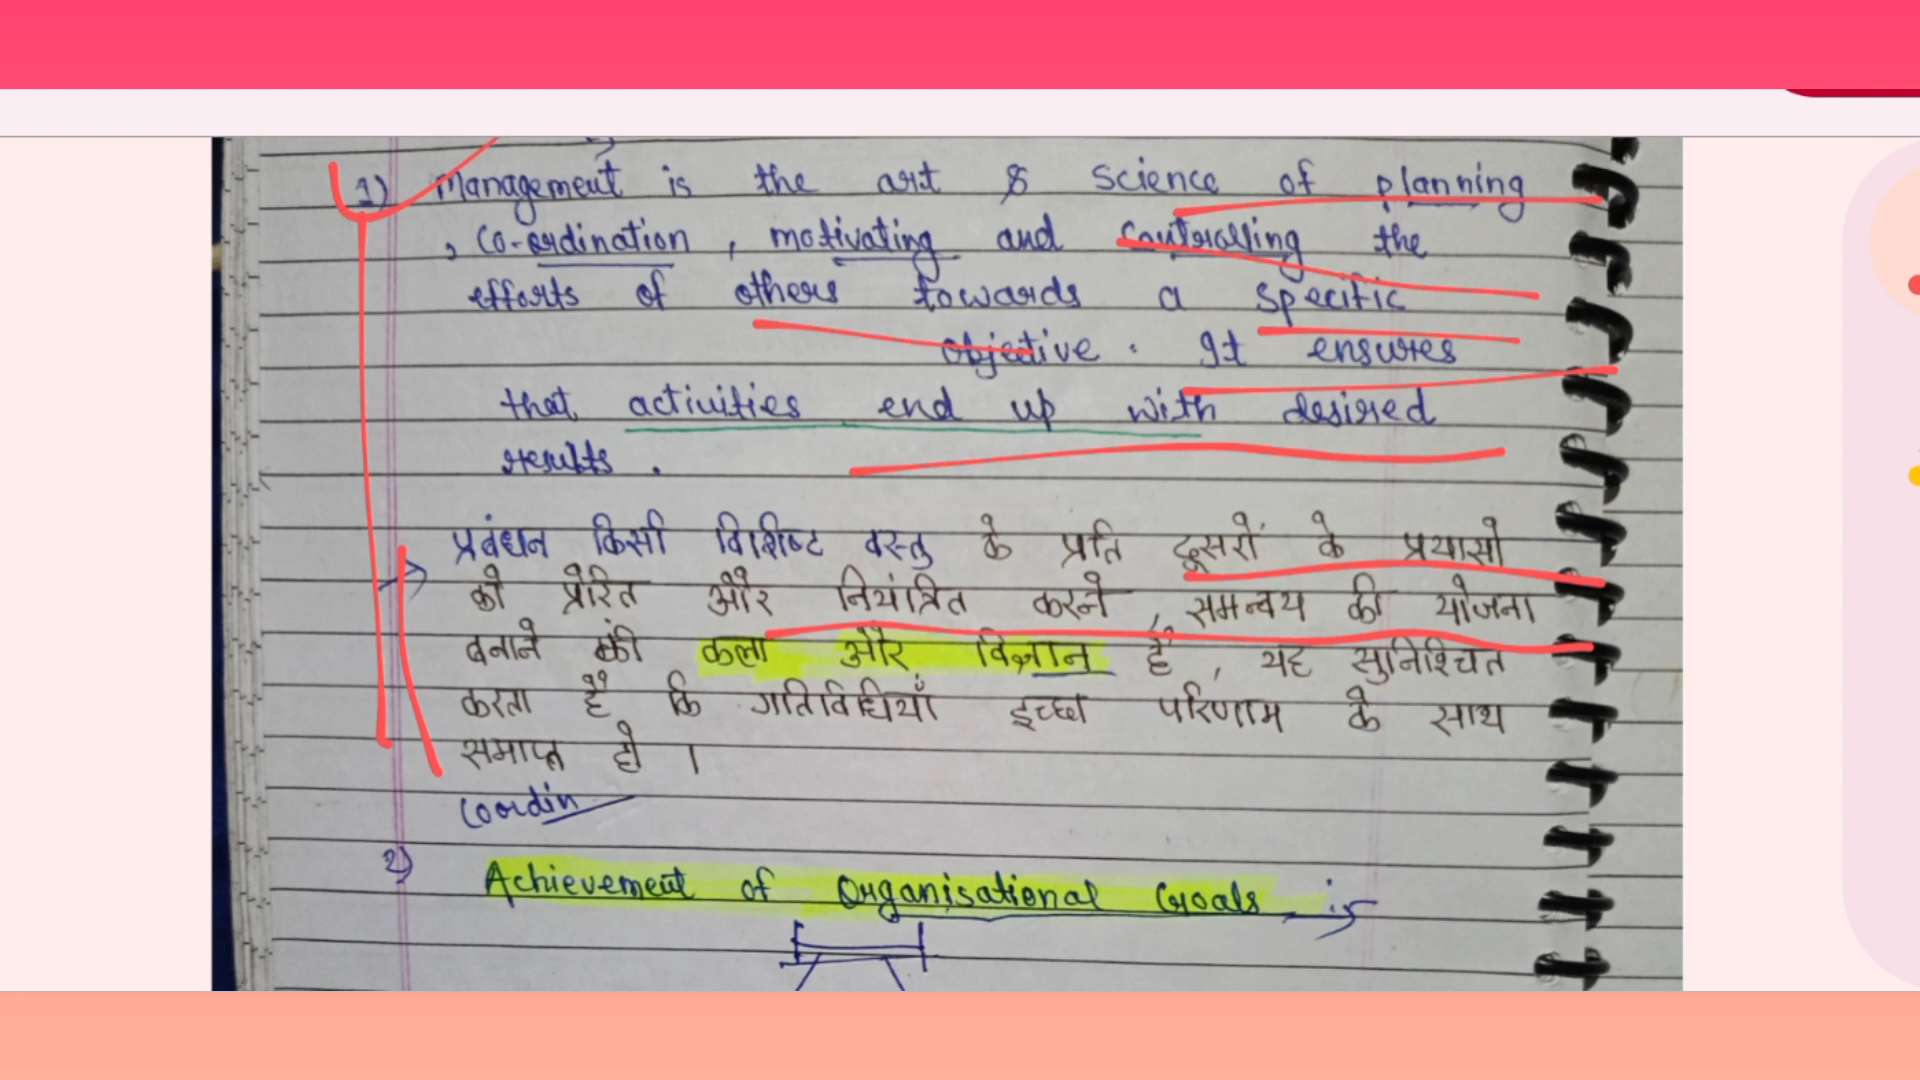 1) Management is the art & Science of planning
, Co-ordination , motivating and Controlling the
efforts of others towards a specific
objective . It ensures
that activities end up with desired
results .
प्रबंधन किसी विशिष्ट वस्तु के प्रति दूसरों के प्रयासो
→ को प्रेरित और नियंत्रित करने , समन्वय की योजना
बनाने की कला और विज्ञान है , यह सुनिश्चित
करता है कि गतिविधियाँ इच्छा परिणाम के साथ
समाप्त हो ।
Coordin
2) Achievement of Organisational Goals :-